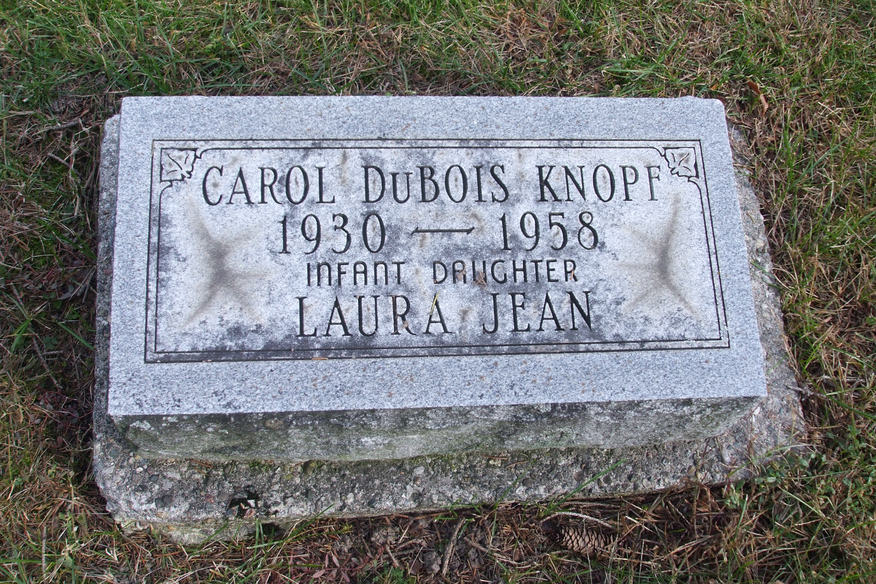 CAROL DuBOIS KNOPF
1930 — 1958
INFANT DAUGHTER
LAURA JEAN